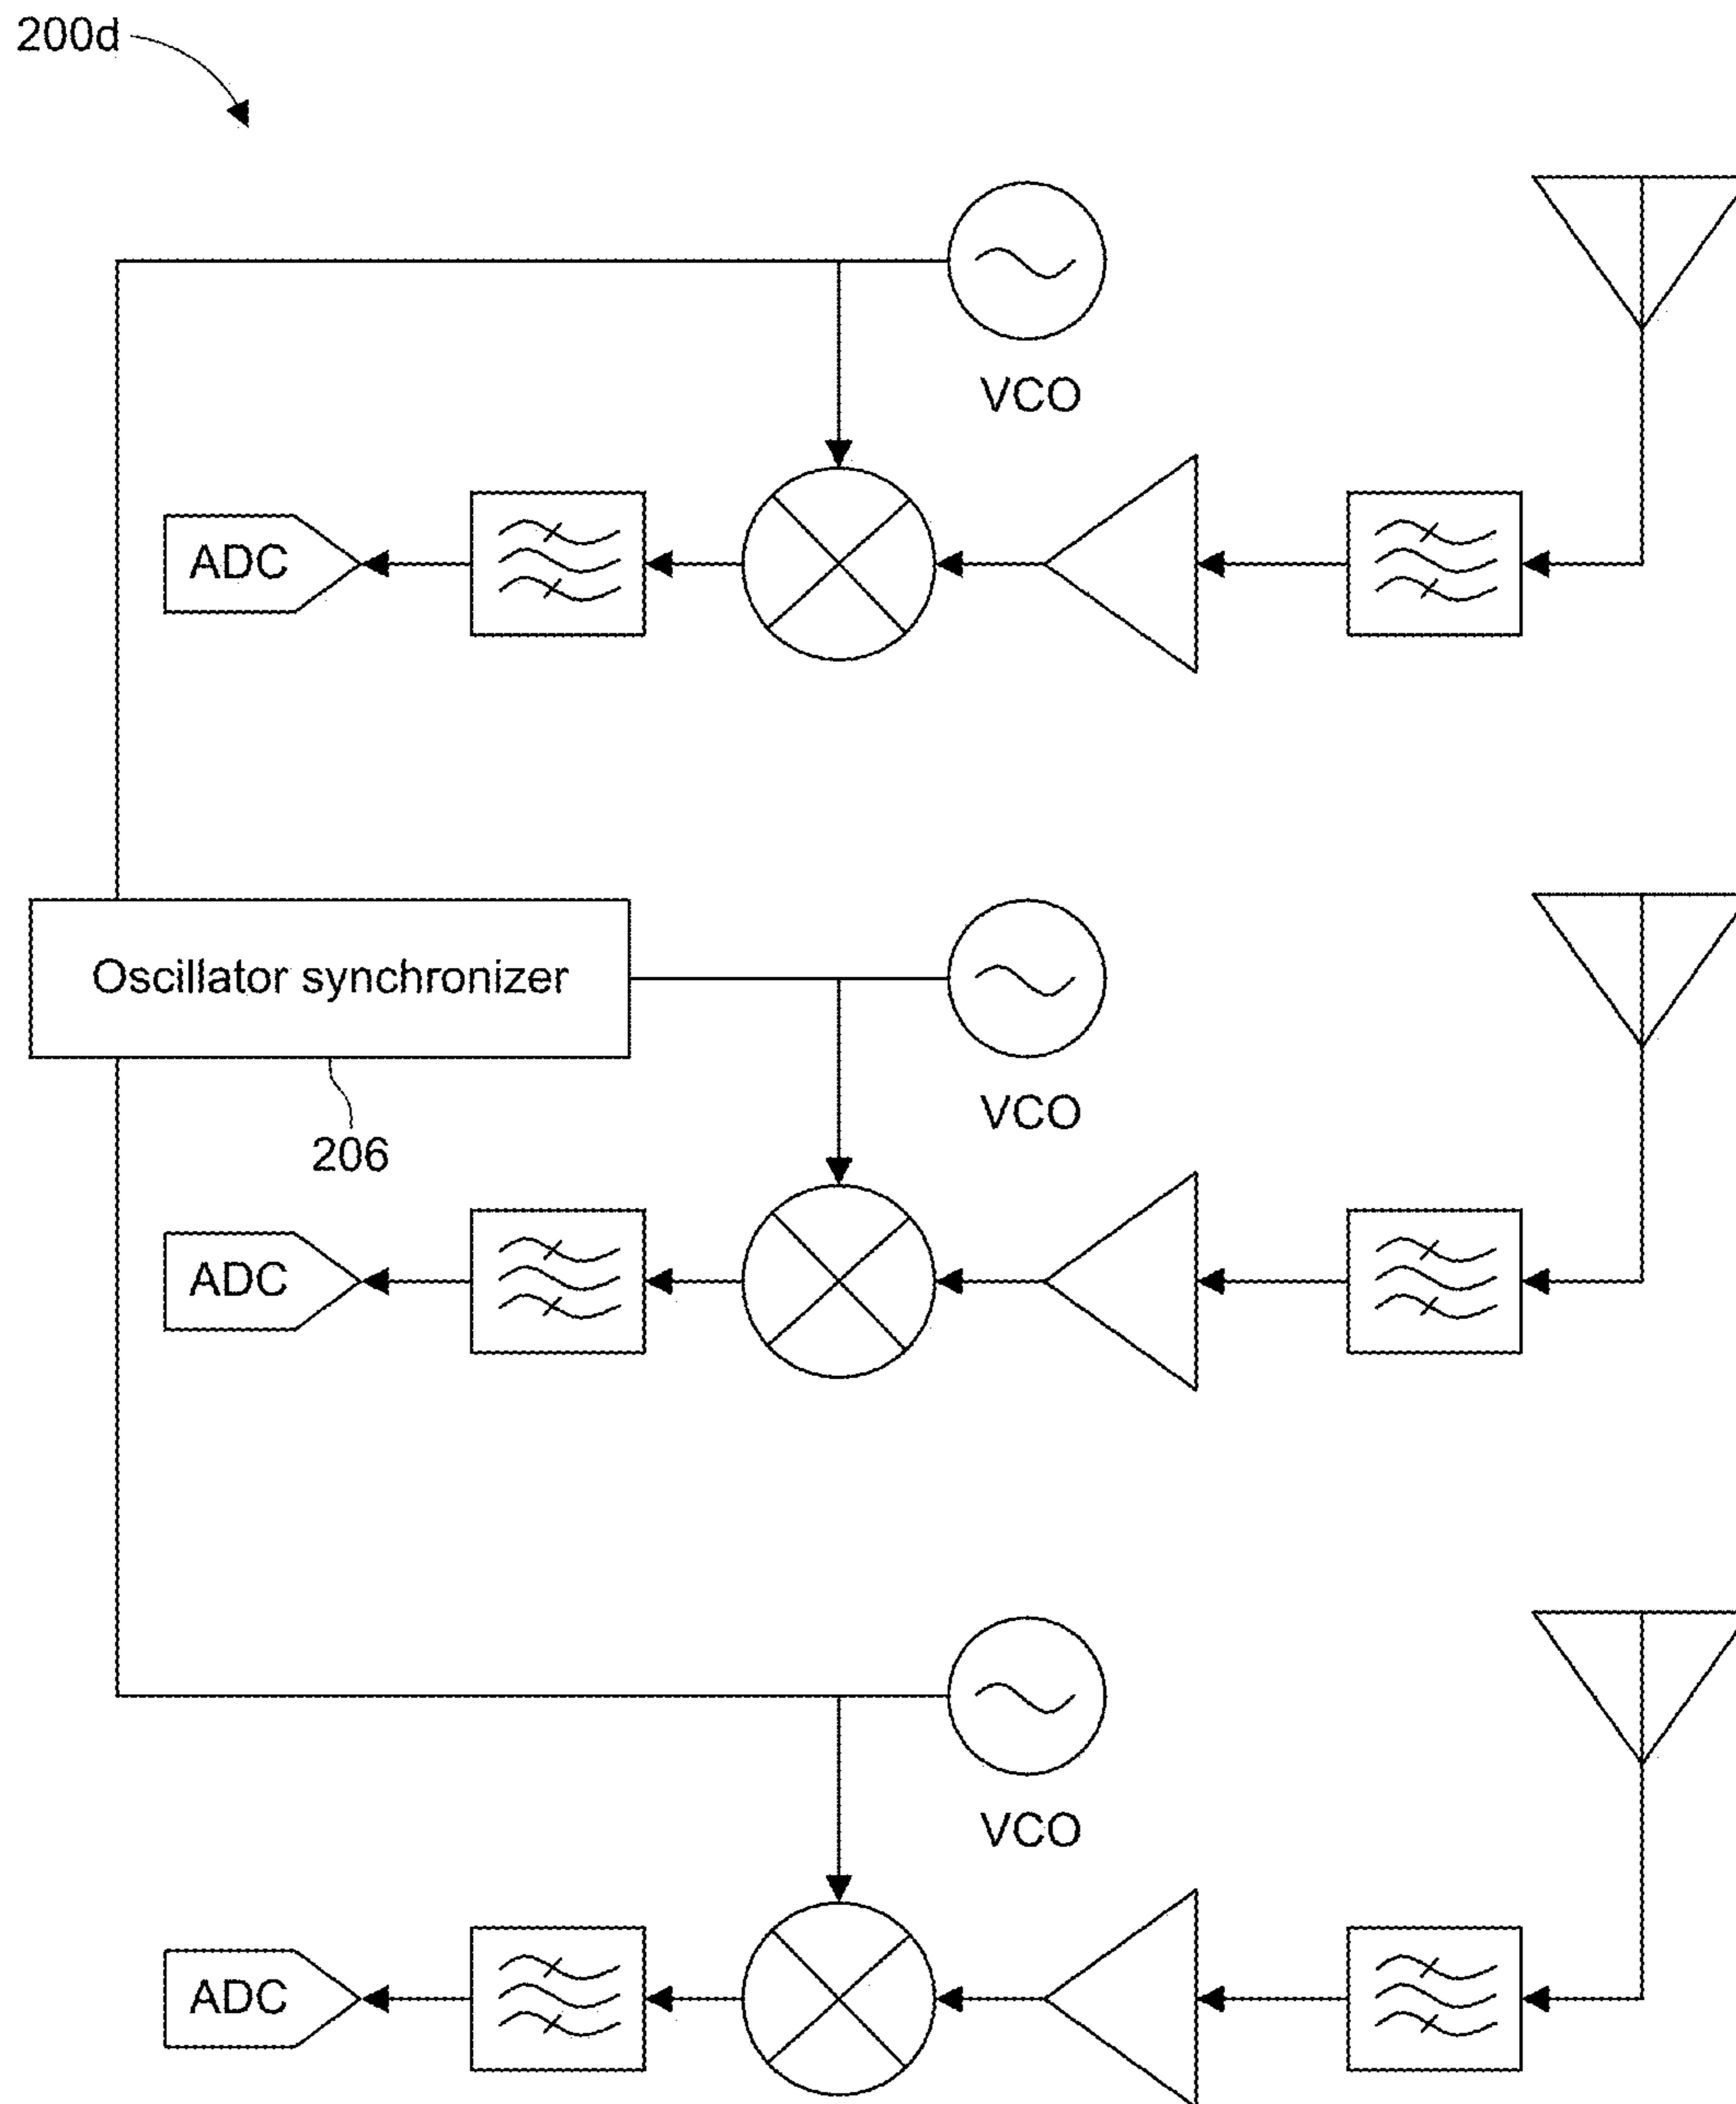 200d
VCO
ADC
Oscillator synchronizer
VCO
206
ADC
VCO
ADC